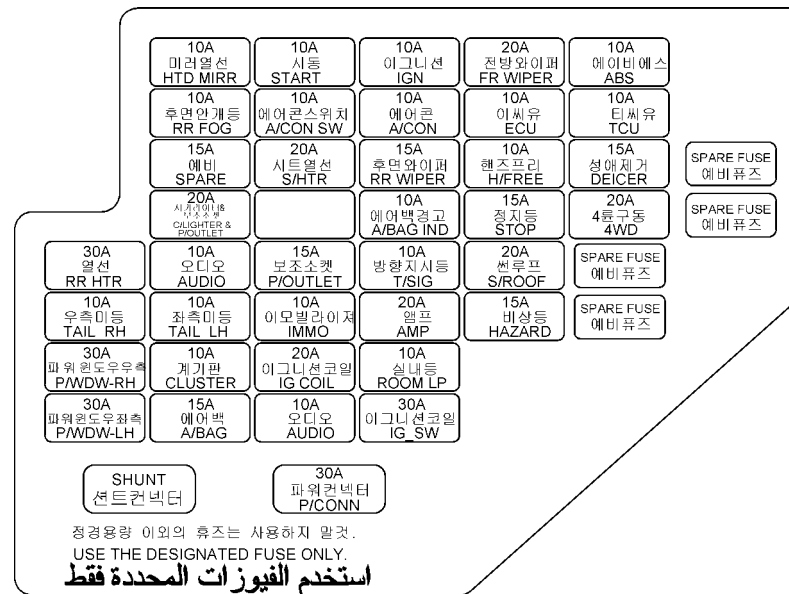 10A
미러열선
HTD MIRR
10A
시동
START
10A
이그니션
IGN
20A
전방와이퍼
FR WIPER
10A
에이비에스
ABS
10A
후면안개등
RR FOG
10A
에어콘스위치
A/CON SW
10A
에어콘
A/CON
10A
이씨유
ECU
10A
티씨유
TCU
15A
예비
SPARE
20A
시트열선
S/HTR
15A
후면와이퍼
RR WIPER
10A
핸즈프리
H/FREE
15A
성애제거
DEICER
SPARE FUSE
예비퓨즈
20A
시가라이터&
보조소켓
C/LIGHTER &
P/OUTLET
10A
에어백경고
A/BAG IND
15A
정지등
STOP
20A
4륜구동
4WD
SPARE FUSE
예비퓨즈
30A
열선
RR HTR
10A
오디오
AUDIO
15A
보조소켓
P/OUTLET
10A
방향지시등
T/SIG
20A
썬루프
S/ROOF
SPARE FUSE
예비퓨즈
10A
우측미등
TAIL RH
10A
좌측미등
TAIL LH
10A
이모빌라이져
IMMO
20A
앰프
AMP
15A
비상등
HAZARD
SPARE FUSE
예비퓨즈
30A
파워윈도우우측
P/WDW-RH
10A
계기판
CLUSTER
20A
이그니션코일
IG COIL
10A
실내등
ROOM LP
30A
파워윈도우좌측
P/WDW-LH
15A
에어백
A/BAG
10A
오디오
AUDIO
30A
이그니션코일
IG_SW
SHUNT
션트컨넥터
30A
파워컨넥터
P/CONN
정경용량 이외의 휴즈는 사용하지 말것.
USE THE DESIGNATED FUSE ONLY.
استخدم الفيوزات المحددة فقط